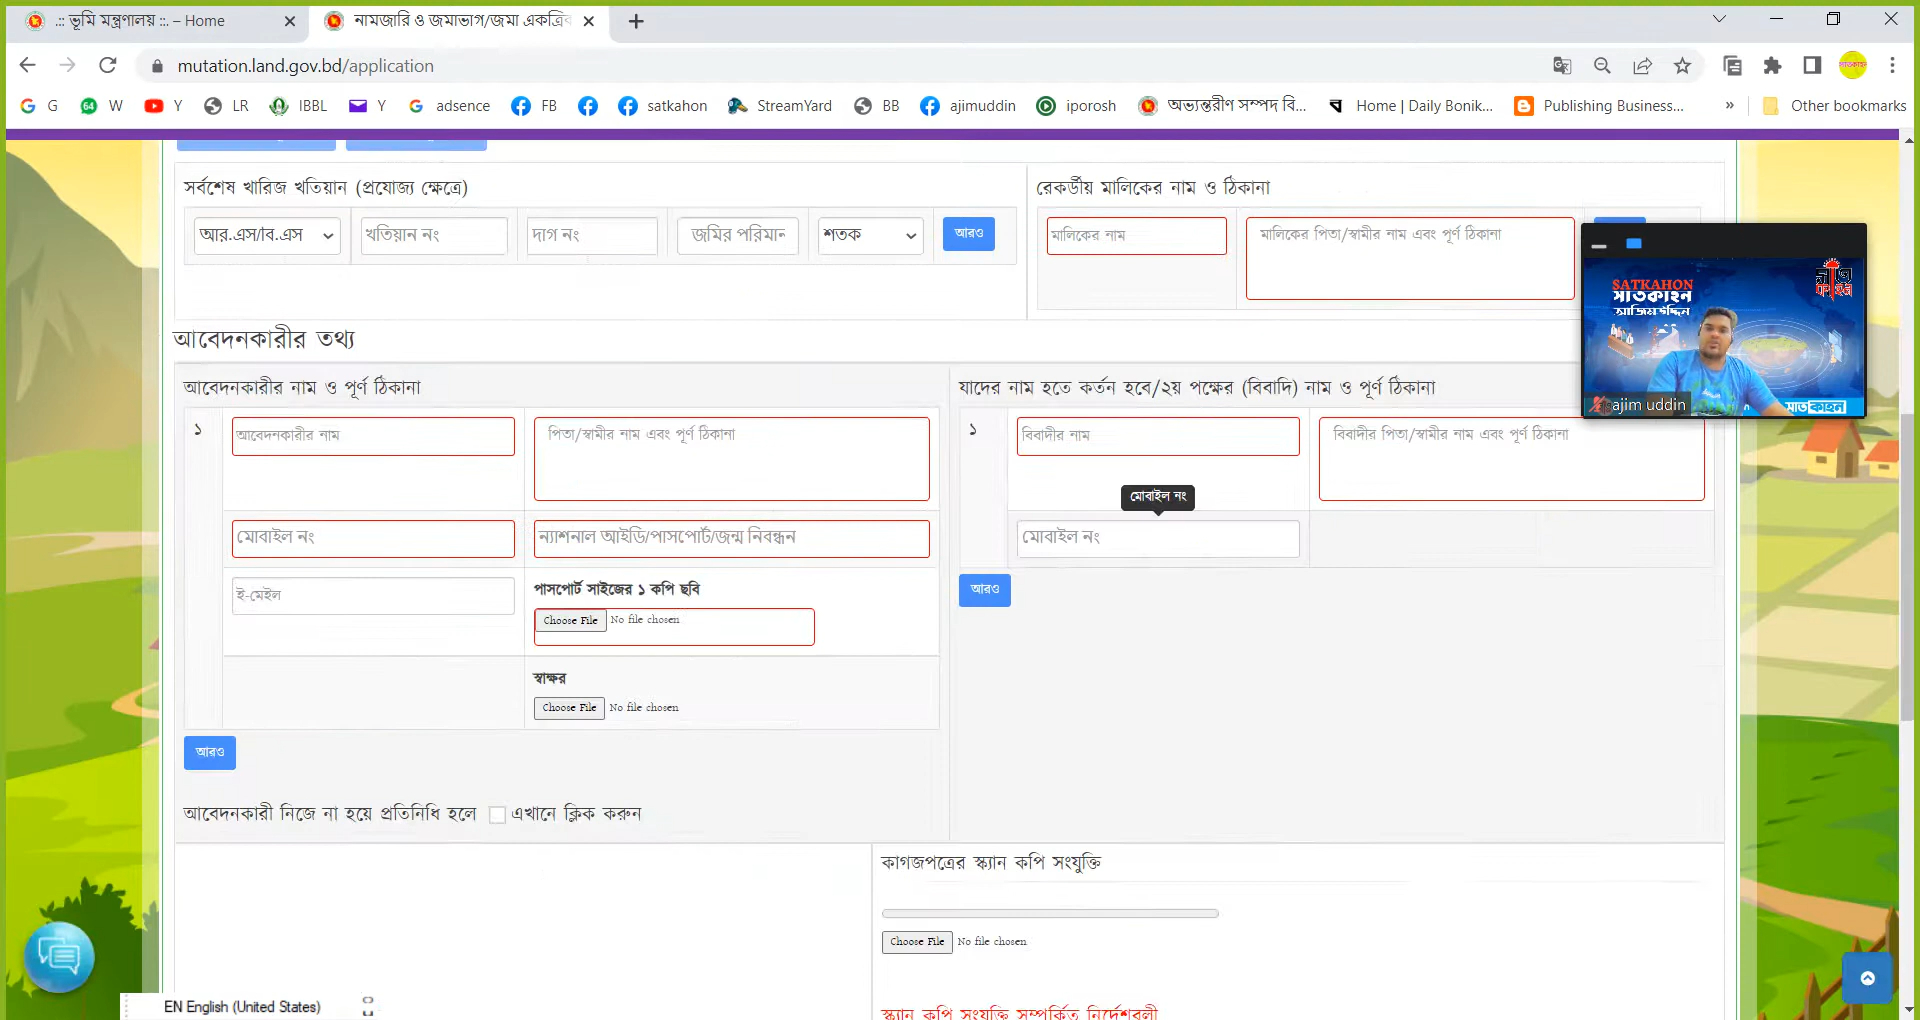 .:: ভূমি মন্ত্রণালয় ::. – Home
নামজারি ও জমাভাগ/জমা একত্রিক
mutation.land.gov.bd/application
G W Y LR IBBL Y adsence FB satkahon StreamYard BB ajimuddin iporosh অভ্যন্তরীণ সম্পদ বি... Home | Daily Bonik... Publishing Business... » Other bookmarks
সর্বশেষ খারিজ খতিয়ান (প্রযোজ্য ক্ষেত্রে)
রেকর্ডীয় মালিকের নাম ও ঠিকানা
আর.এস/বি.এস খতিয়ান নং দাগ নং জমির পরিমান শতক আরও
মালিকের নাম মালিকের পিতা/স্বামীর নাম এবং পূর্ণ ঠিকানা
SATKAHON
সাতকাহন
আজিম উদ্দিন
ajim uddin
সাতকাহন
আবেদনকারীর তথ্য
আবেদনকারীর নাম ও পূর্ণ ঠিকানা
যাদের নাম হতে কর্তন হবে/২য় পক্ষের (বিবাদি) নাম ও পূর্ণ ঠিকানা
১ আবেদনকারীর নাম পিতা/স্বামীর নাম এবং পূর্ণ ঠিকানা
১ বিবাদীর নাম বিবাদীর পিতা/স্বামীর নাম এবং পূর্ণ ঠিকানা
মোবাইল নং
মোবাইল নং ন্যাশনাল আইডি/পাসপোর্ট/জন্ম নিবন্ধন
মোবাইল নং
ই-মেইল
পাসপোর্ট সাইজের ১ কপি ছবি
Choose File No file chosen
আরও
স্বাক্ষর
Choose File No file chosen
আরও
আবেদনকারী নিজে না হয়ে প্রতিনিধি হলে এখানে ক্লিক করুন
কাগজপত্রের স্ক্যান কপি সংযুক্তি
Choose File No file chosen
স্ক্যান কপি সংযুক্তি সম্পর্কিত নির্দেশবলী
EN English (United States)